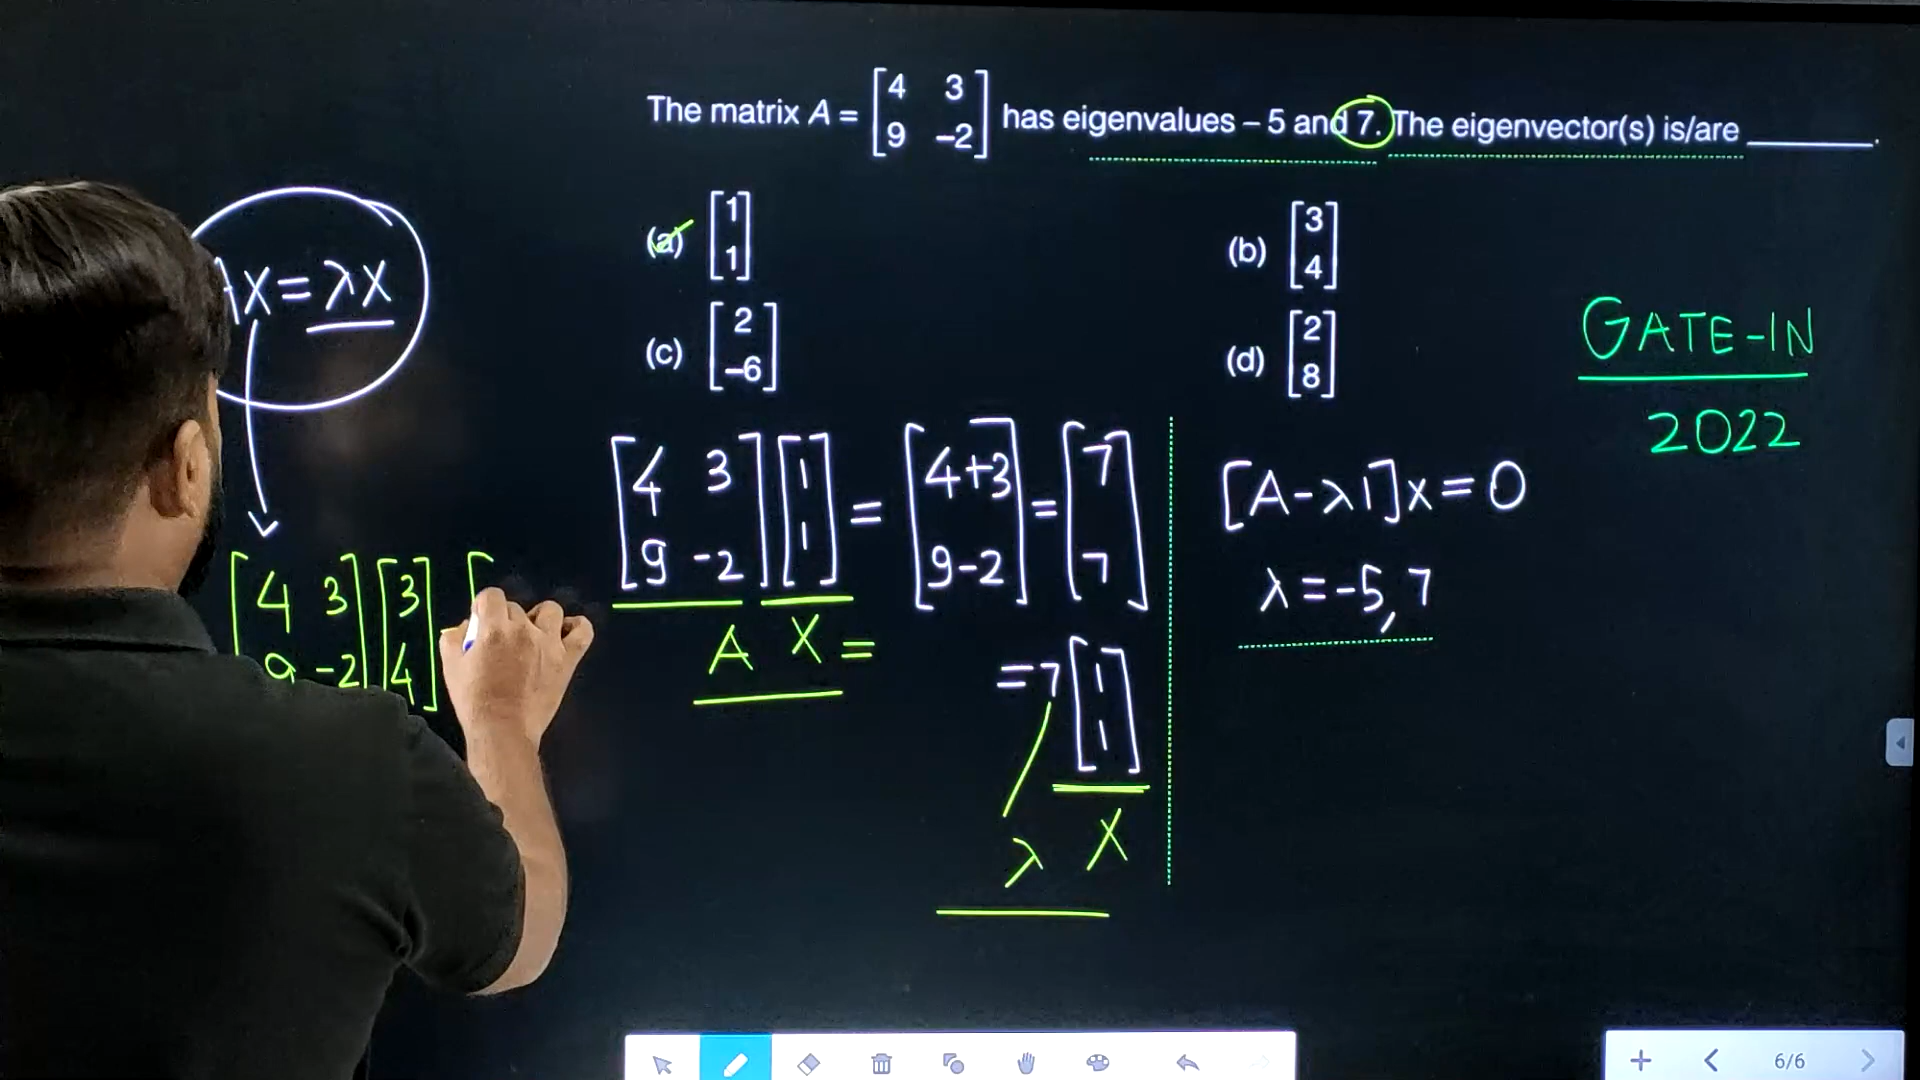 The matrix A = [4 3; 9 –2] has eigenvalues – 5 and 7. The eigenvector(s) is/are ________.
(a) [1; 1]
(b) [3; 4]
(c) [2; –6]
(d) [2; 8]
GATE-IN
2022
X = λX
[4 3; 9 -2] [1; 1] = [4+3; 9-2] = [7; 7]
A X =
= 7 [1; 1]
λ X
[A-λI]x = 0
λ = -5, 7
[4 3; 9 -2] [3; 4] [
6/6